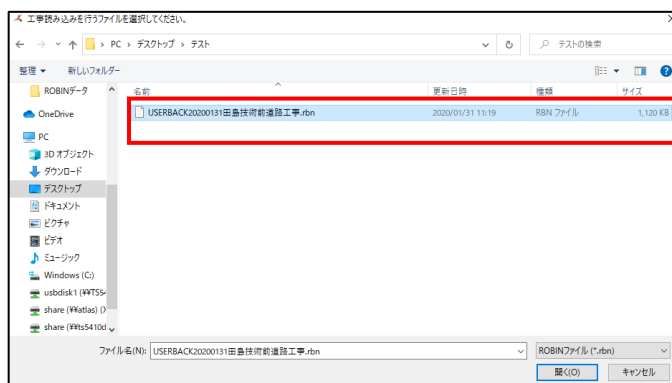 工事読み込みを行うファイルを選択してください。
PC › デスクトップ › テスト
テストの検索
整理 新しいフォルダー
名前 更新日時 種類 サイズ
USERBACK20200131田島技術前道路工事.rbn 2020/01/31 11:19 RBN ファイル 1,120 KB
ROBINデータ
OneDrive
PC
3D オブジェクト
ダウンロード
デスクトップ
ドキュメント
ピクチャ
ビデオ
ミュージック
Windows (C:)
usbdisk1 (¥¥TS54
share (¥¥atlas) (
share (¥¥ts5410d
ファイル名(N): USERBACK20200131田島技術前道路工事.rbn ROBINファイル (*.rbn)
開く(O) キャンセル